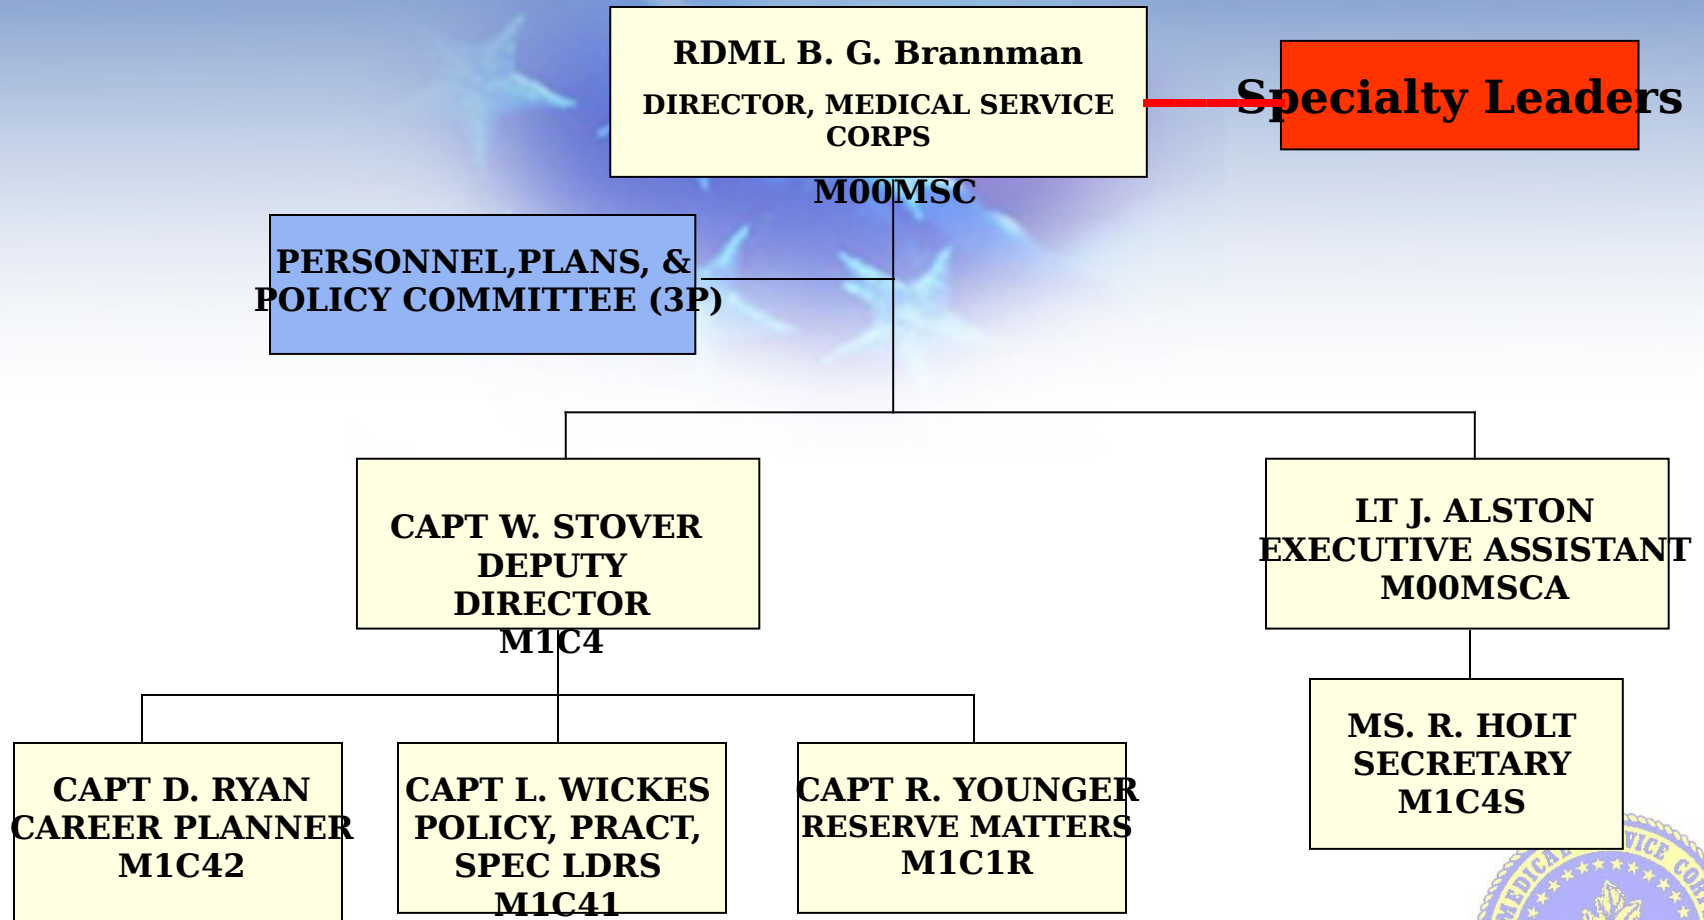 RDML B. G. Brannman
DIRECTOR, MEDICAL SERVICE
CORPS
M00MSC
Specialty Leaders
PERSONNEL,PLANS, &
POLICY COMMITTEE (3P)
CAPT W. STOVER
DEPUTY
DIRECTOR
M1C4
LT J. ALSTON
EXECUTIVE ASSISTANT
M00MSCA
CAPT D. RYAN
CAREER PLANNER
M1C42
CAPT L. WICKES
POLICY, PRACT,
SPEC LDRS
M1C41
CAPT R. YOUNGER
RESERVE MATTERS
M1C1R
MS. R. HOLT
SECRETARY
M1C4S